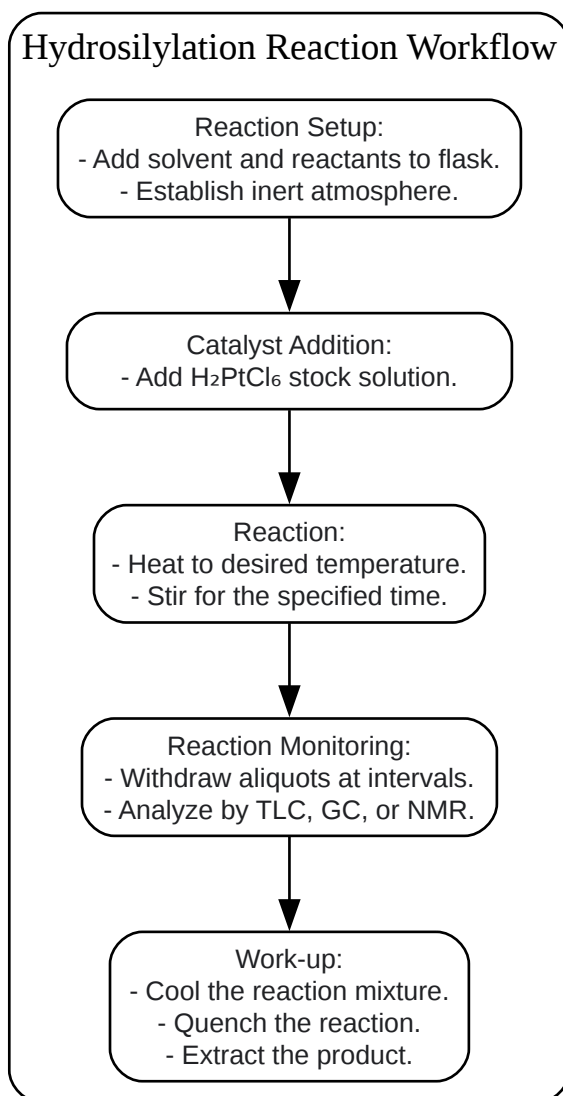 Hydrosilylation Reaction Workflow
Reaction Setup:
- Add solvent and reactants to flask.
- Establish inert atmosphere.
Catalyst Addition:
- Add H₂PtCl₆ stock solution.
Reaction:
- Heat to desired temperature.
- Stir for the specified time.
Reaction Monitoring:
- Withdraw aliquots at intervals.
- Analyze by TLC, GC, or NMR.
Work-up:
- Cool the reaction mixture.
- Quench the reaction.
- Extract the product.